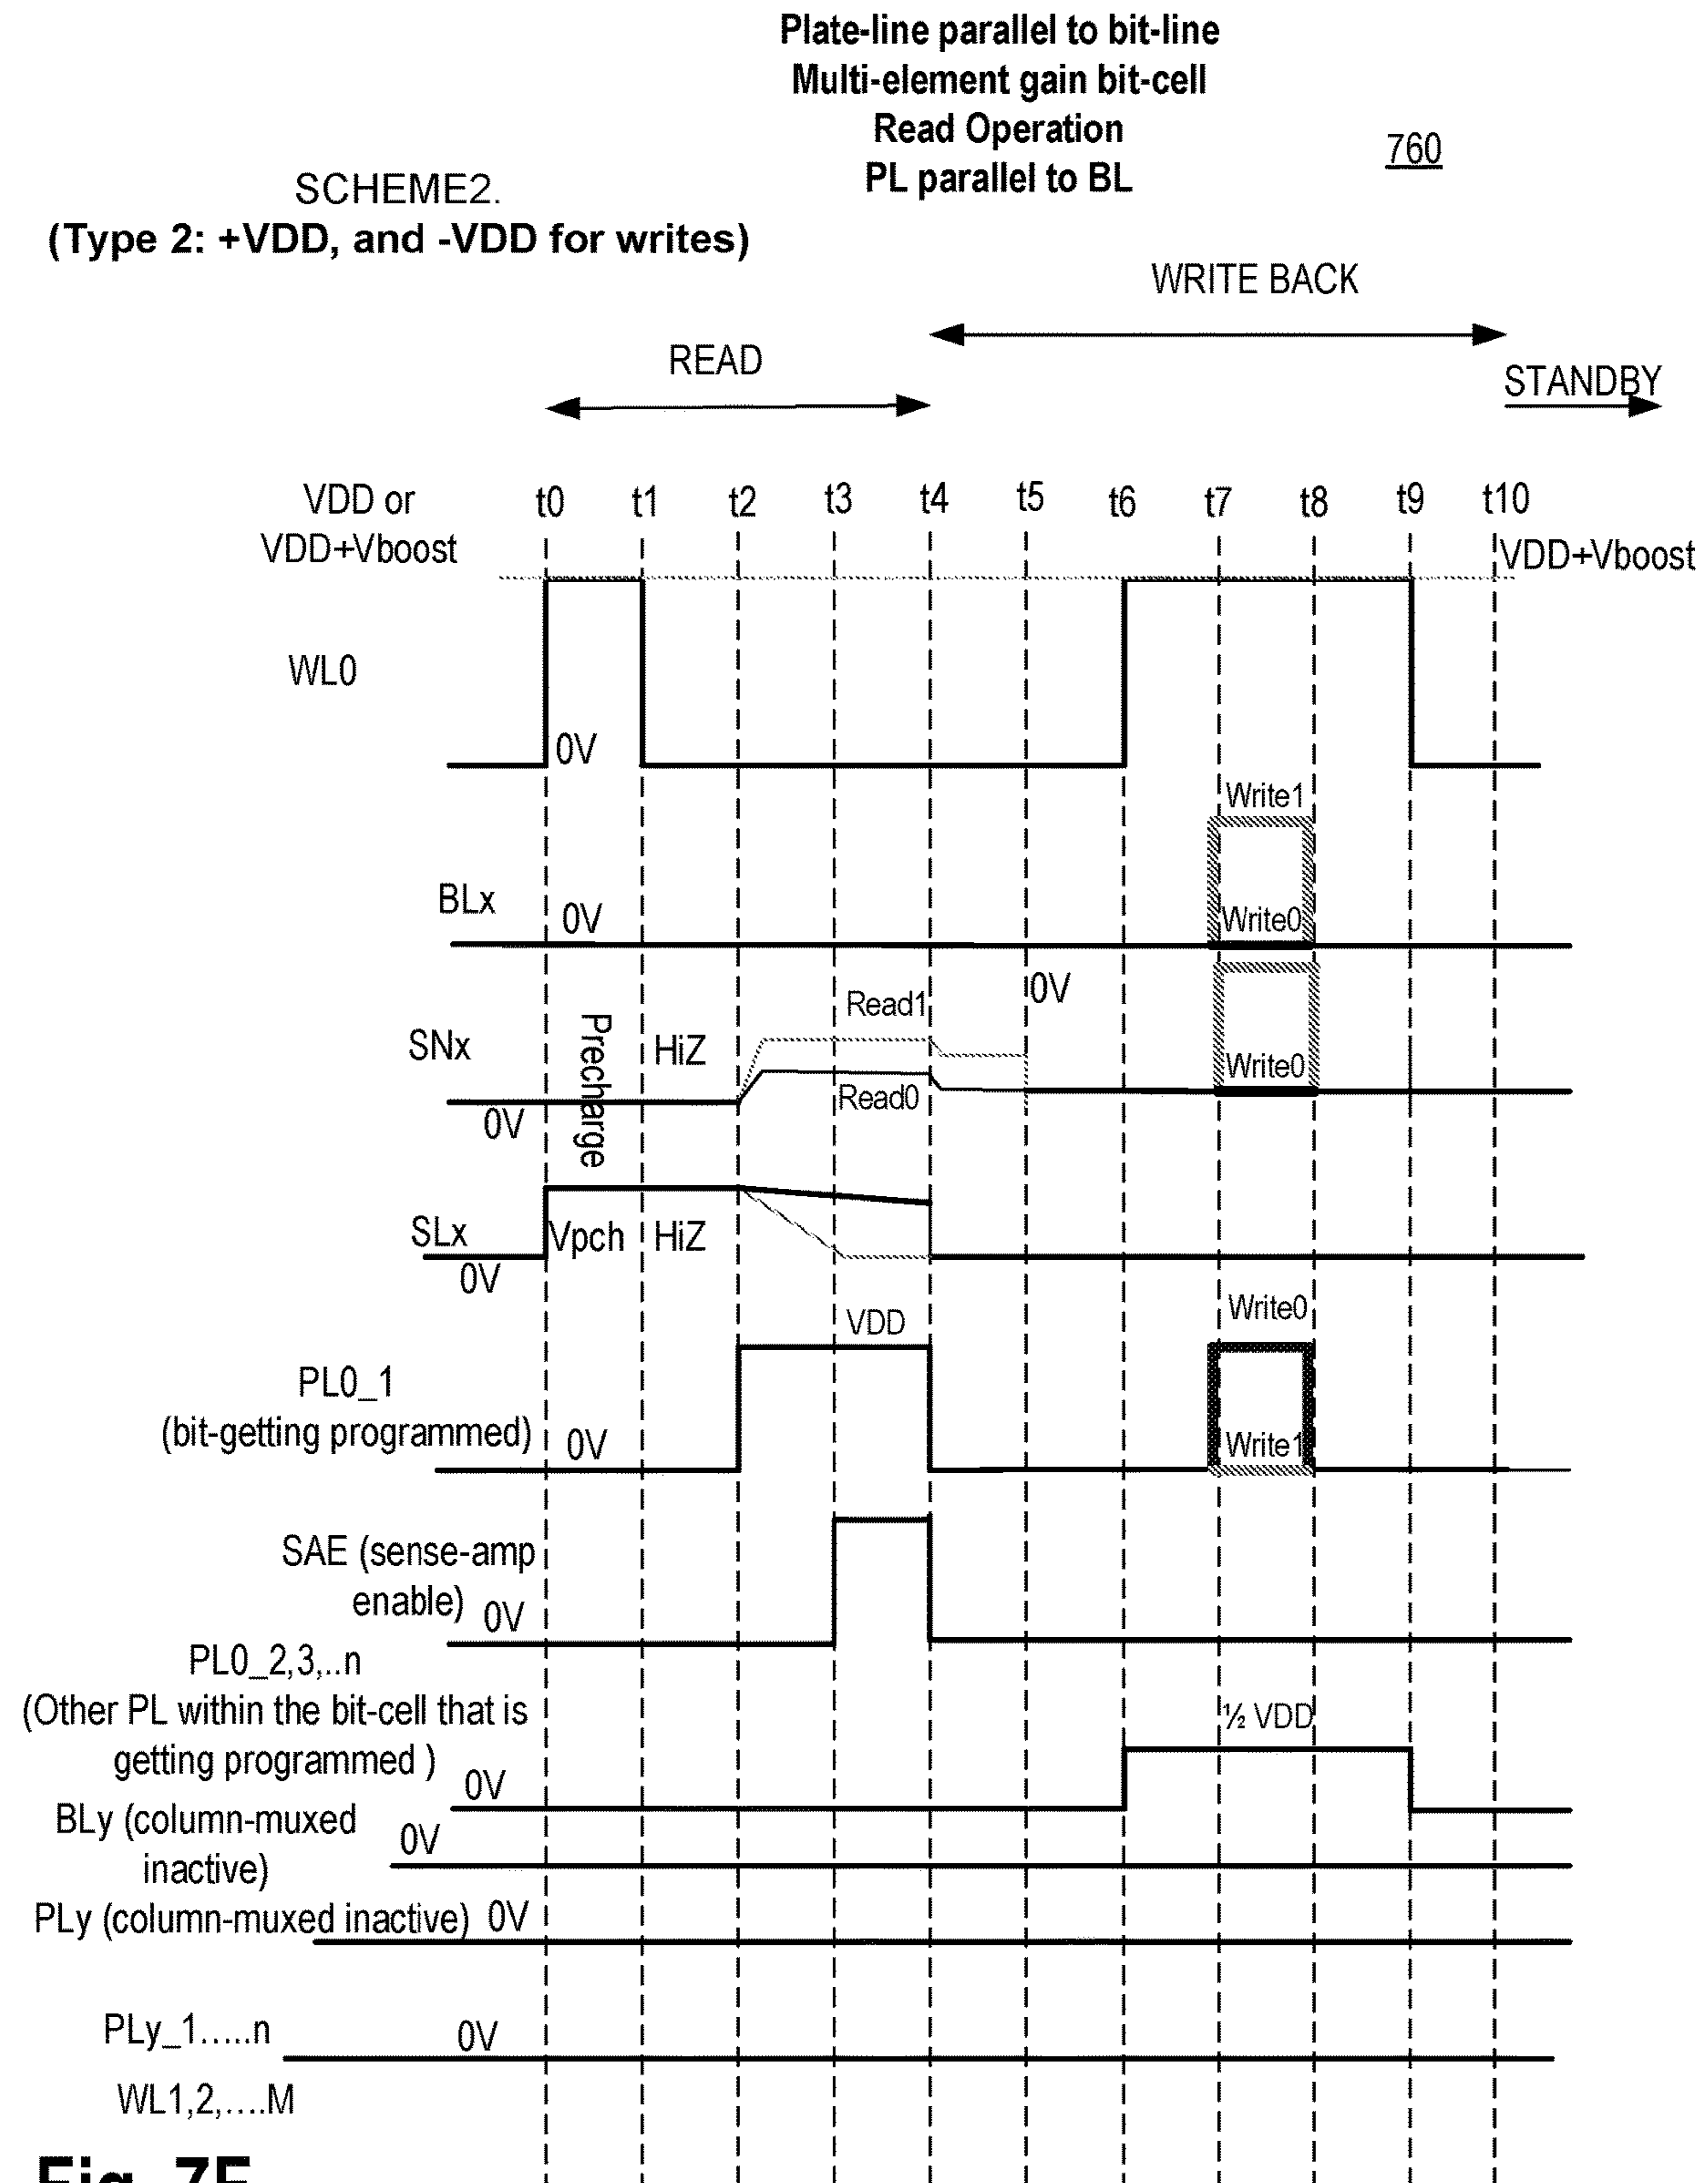 Plate-line parallel to bit-line
Multi-element gain bit-cell
Read Operation
PL parallel to BL
760
SCHEME2.
(Type 2: +VDD, and -VDD for writes)
WRITE BACK
READ
STANDBY
VDD or
VDD+Vboost
t0 t1 t2 t3 t4 t5 t6 t7 t8 t9 t10
VDD+Vboost
WL0
0V
Write1
BLx
0V
Write0
SNx
Precharge
HiZ
Read1
0V
Read0
Write0
0V
SLx
Vpch
HiZ
0V
VDD
Write0
PL0_1
(bit-getting programmed)
0V
Write1
SAE (sense-amp
enable)
0V
PL0_2,3,..n
(Other PL within the bit-cell that is
getting programmed )
0V
½ VDD
BLy (column-muxed
inactive)
0V
PLy (column-muxed inactive) 0V
PLy_1.....n
0V
WL1,2,....M